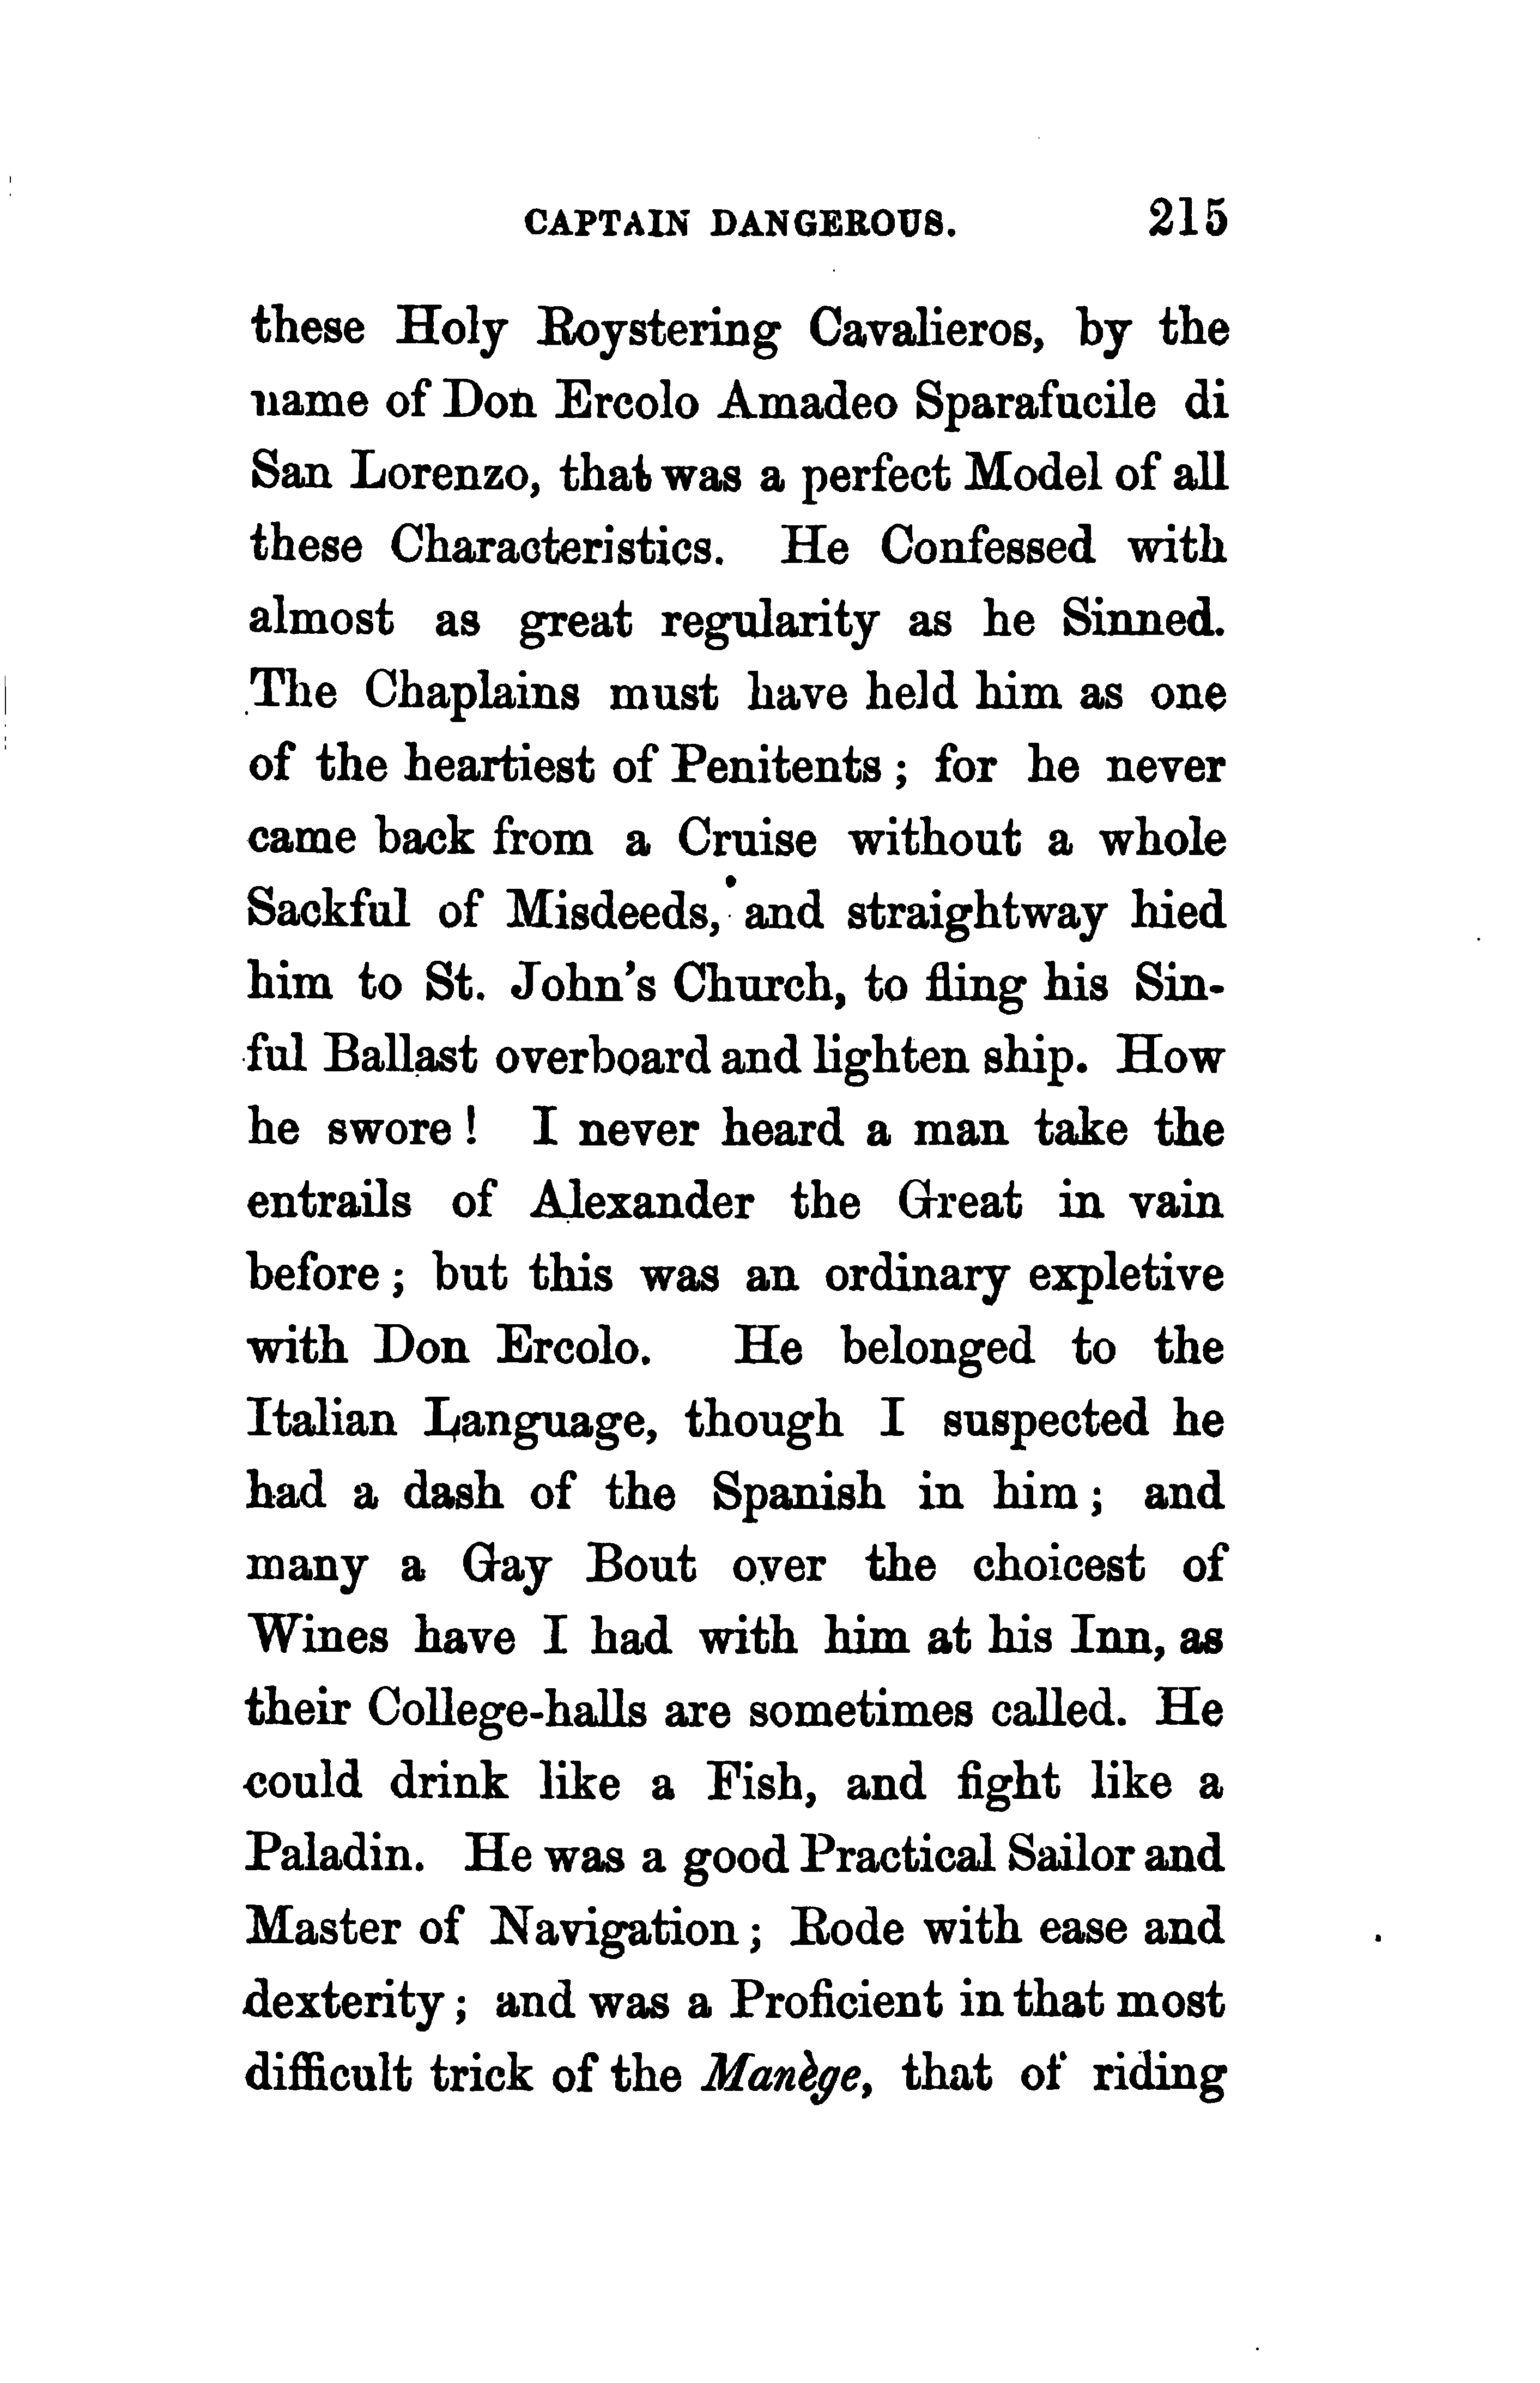 CAPTAIN DANGEROUS. 215
these Holy Roystering Cavalieros, by the
name of Don Ercolo Amadeo Sparafucile di
San Lorenzo, that was a perfect Model of all
these Characteristics. He Confessed with
almost as great regularity as he Sinned.
The Chaplains must have held him as one
of the heartiest of Penitents; for he never
came back from a Cruise without a whole
Sackful of Misdeeds, and straightway hied
him to St. John's Church, to fling his Sin-
ful Ballast overboard and lighten ship. How
he swore! I never heard a man take the
entrails of Alexander the Great in vain
before; but this was an ordinary expletive
with Don Ercolo. He belonged to the
Italian Language, though I suspected he
had a dash of the Spanish in him; and
many a Gay Bout over the choicest of
Wines have I had with him at his Inn, as
their College-halls are sometimes called. He
could drink like a Fish, and fight like a
Paladin. He was a good Practical Sailor and
Master of Navigation; Rode with ease and
dexterity; and was a Proficient in that most
difficult trick of the Manège, that of riding